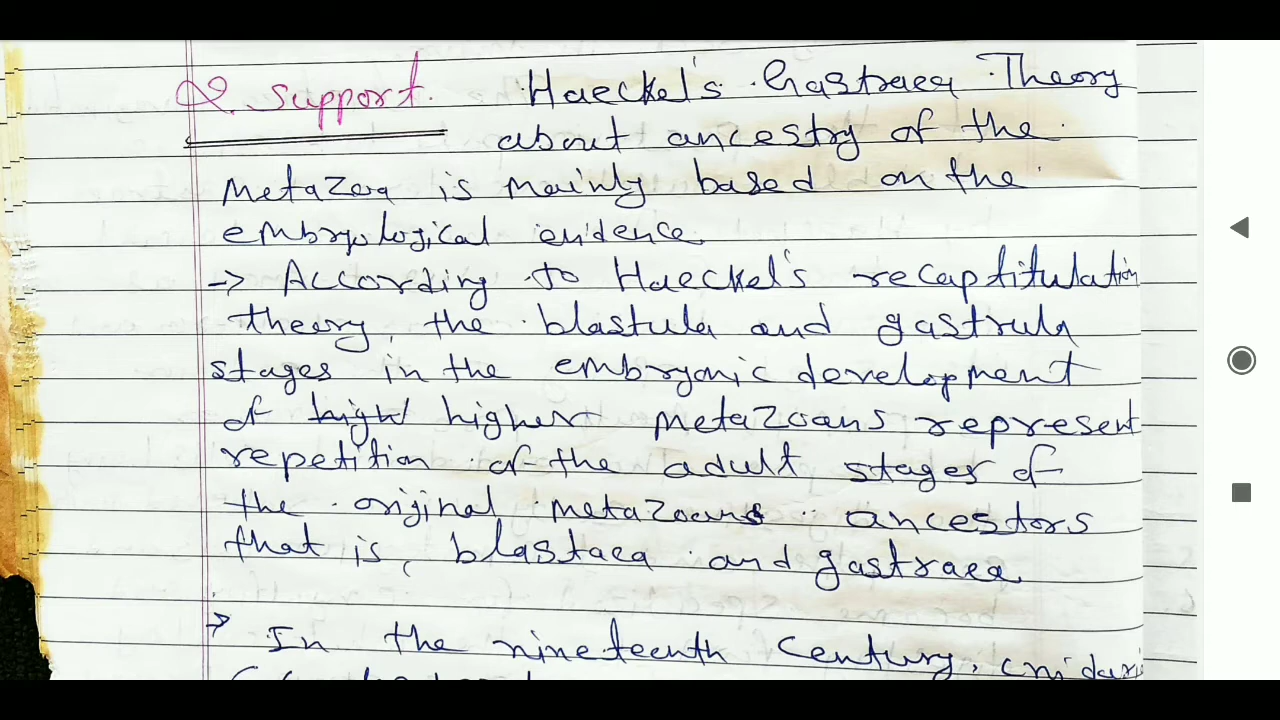 2. Support. Haeckel's Gastraea Theory
about ancestry of the
metazoa is mainly based on the
embryological evidence.
→ According to Haeckel's recaptitulation
theory, the blastula and gastrula
stages in the embryonic development
of high higher metazoans represent
repetition of the adult stages of
the original metazoans ancestors
that is, blastaea and gastraea.
→ In the nineteenth century,